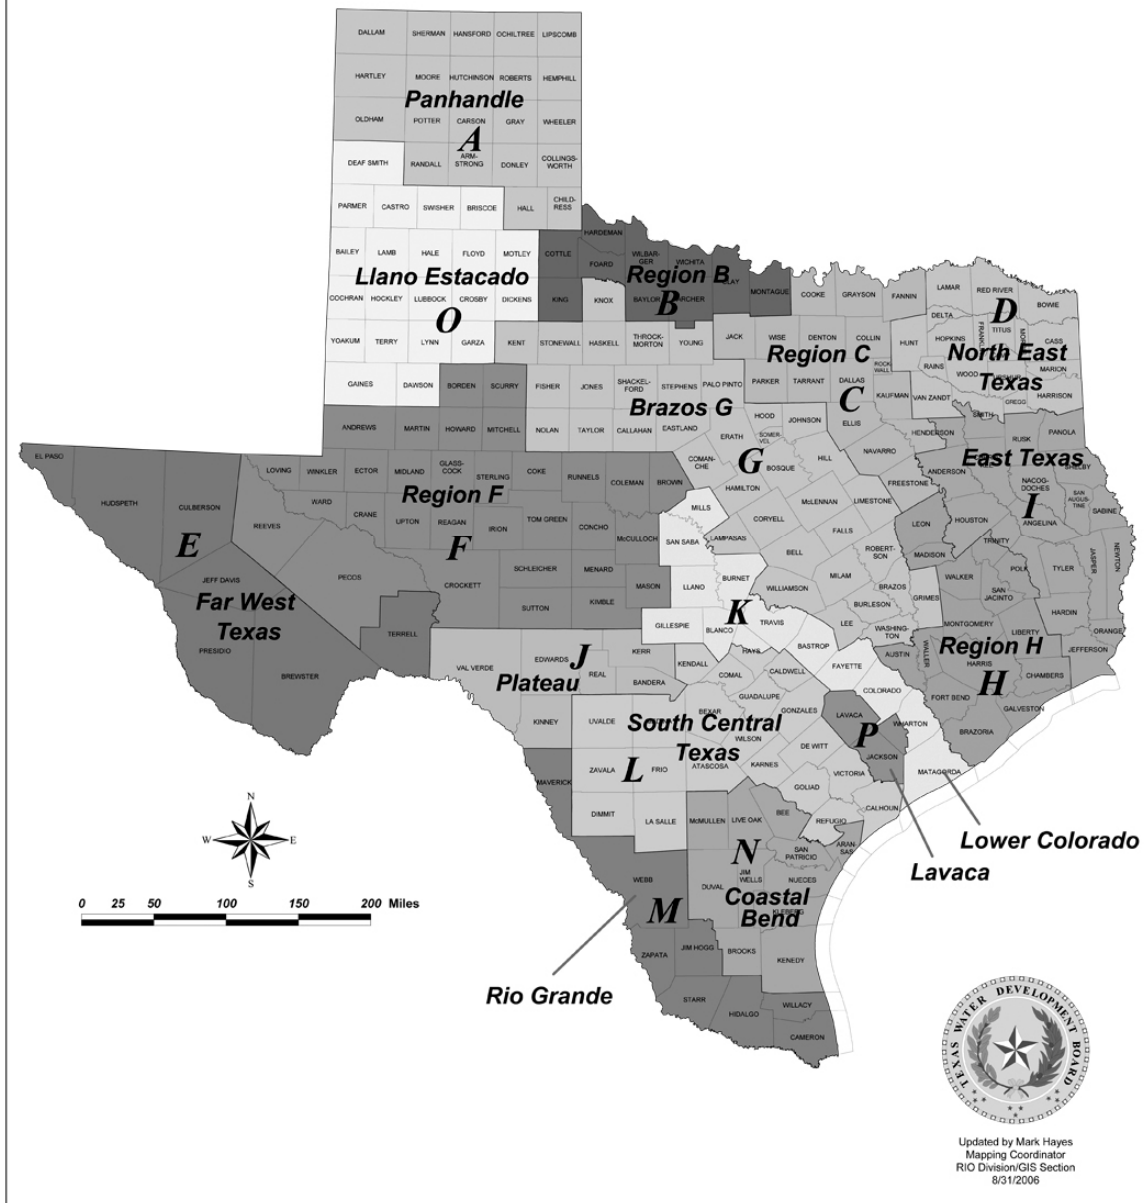 DALLAM SHERMAN HANSFORD OCHILTREE LIPSCOMB
HARTLEY MOORE HUTCHINSON ROBERTS HEMPHILL
Panhandle
OLDHAM POTTER CARSON GRAY WHEELER
A
DEAF SMITH RANDALL ARM-
STRONG DONLEY COLLINGS-
WORTH
PARMER CASTRO SWISHER BRISCOE HALL CHILD-
RESS
HARDEMAN
BAILEY LAMB HALE FLOYD MOTLEY COTTLE FOARD WILBAR-
GER WICHITA
Llano Estacado
Region B
CLAY
COCHRAN HOCKLEY LUBBOCK CROSBY DICKENS KING KNOX BAYLOR ARCHER MONTAGUE COOKE GRAYSON FANNIN LAMAR RED RIVER BOWIE
O
B
D
YOAKUM TERRY LYNN GARZA KENT STONEWALL HASKELL THROCK-
MORTON YOUNG JACK WISE DENTON COLLIN HUNT DELTA HOPKINS TITUS CASS
Region C
North East
Texas
ROCK
WALL RAINS WOOD MARION
GAINES DAWSON BORDEN SCURRY FISHER JONES SHACKEL-
FORD STEPHENS PALO PINTO PARKER TARRANT DALLAS KAUFMAN VAN ZANDT GREGG HARRISON
Brazos G
C
ANDREWS MARTIN HOWARD MITCHELL NOLAN TAYLOR CALLAHAN EASTLAND ERATH HOOD SOMER-
VEL JOHNSON ELLIS HENDERSON SMITH RUSK PANOLA
G
East Texas
EL PASO HUDSPETH CULBERSON LOVING WINKLER ECTOR MIDLAND GLASS-
COCK STERLING COKE RUNNELS COLEMAN BROWN COMAN-
CHE BOSQUE HILL NAVARRO ANDERSON SHELBY
Region F
HAMILTON FREESTONE NACOG-
DOCHES SAN
AUGUS-
TINE SABINE
I
REEVES WARD CRANE UPTON REAGAN IRION TOM GREEN CONCHO McCULLOCH MILLS SAN SABA LAMPASAS CORYELL McLENNAN LIMESTONE FALLS LEON HOUSTON ANGELINA
E
F
JEFF DAVIS PECOS CROCKETT SCHLEICHER MENARD MASON LLANO BURNET BELL MILAM ROBERT-
SON MADISON TRINITY POLK TYLER JASPER NEWTON
Far West
Texas
SUTTON KIMBLE WILLIAMSON BRAZOS GRIMES WALKER SAN
JACINTO HARDIN
K
PRESIDIO BREWSTER TERRELL GILLESPIE BLANCO TRAVIS BURLESON LEE WASHING-
TON MONTGOMERY LIBERTY ORANGE JEFFERSON
Region H
J
Plateau
VAL VERDE EDWARDS REAL KERR BANDERA KENDALL HAYS COMAL CALDWELL BASTROP FAYETTE AUSTIN WALLER HARRIS CHAMBERS
H
KINNEY UVALDE BEXAR GUADALUPE GONZALES COLORADO LAVACA FORT BEND GALVESTON
South Central
Texas
WILSON WHARTON BRAZORIA
P
MAVERICK ZAVALA FRIO ATASCOSA KARNES DE WITT JACKSON MATAGORDA
L
DIMMIT LA SALLE McMULLEN LIVE OAK BEE GOLIAD VICTORIA CALHOUN REFUGIO
N
SAN
PATRICIO ARAN-
SAS
WEBB DUVAL JIM
WELLS NUECES KLEBERG
Coastal
Bend
M
ZAPATA JIM HOGG BROOKS KENEDY
STARR HIDALGO WILLACY CAMERON
Lower Colorado
Lavaca
Rio Grande
N
W E
S
0 25 50 100 150 200 Miles
TEXAS WATER DEVELOPMENT BOARD
Updated by Mark Hayes
Mapping Coordinator
RIO Division/GIS Section
8/31/2006